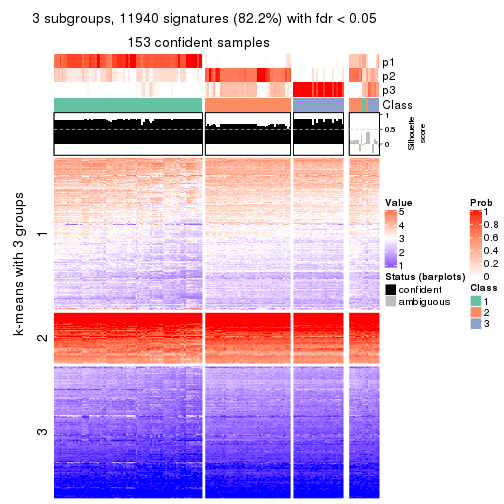 3 subgroups, 11940 signatures (82.2%) with fdr < 0.05
153 confident samples
p1
p2
p3
Class
1
0.5
0
Silhouette
score
k-means with 3 groups
1
2
3
Value
5
4
3
2
1
Status (barplots)
confident
ambiguous
Prob
1
0.8
0.6
0.4
0.2
0
Class
1
2
3